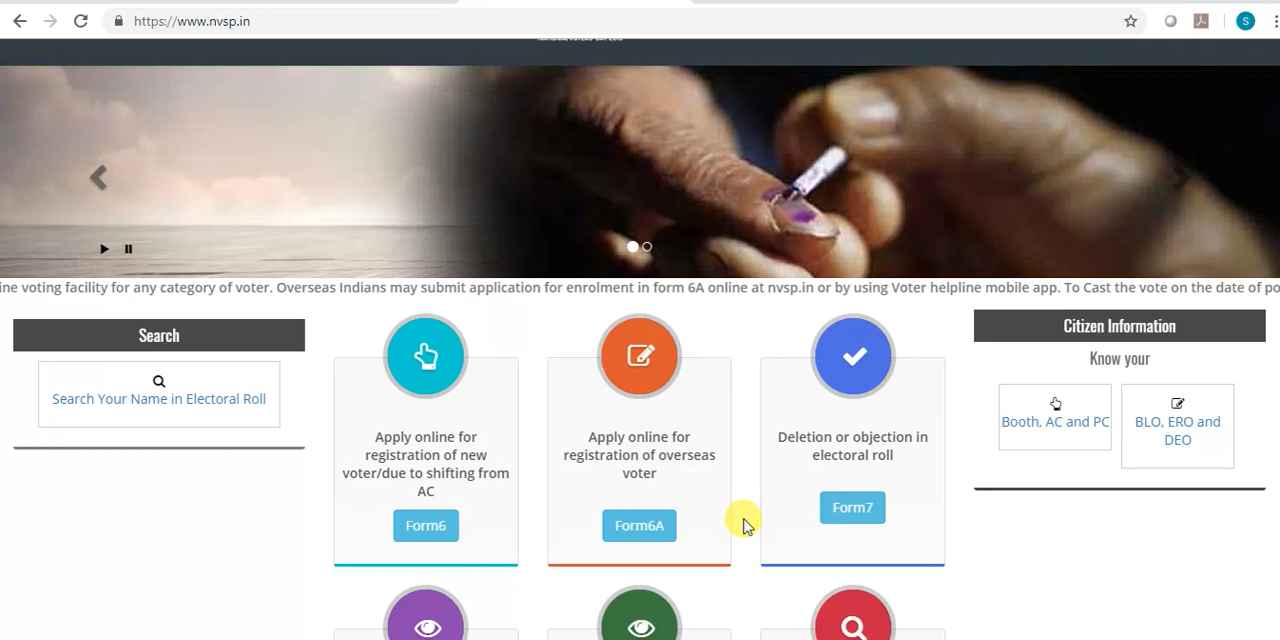 https://www.nvsp.in
S
ine voting facility for any category of voter. Overseas Indians may submit application for enrolment in form 6A online at nvsp.in or by using Voter helpline mobile app. To Cast the vote on the date of po
Search
Search Your Name in Electoral Roll
Apply online for
registration of new
voter/due to shifting from
AC
Form6
Apply online for
registration of overseas
voter
Form6A
Deletion or objection in
electoral roll
Form7
Citizen Information
Know your
Booth, AC and PC
BLO, ERO and
DEO